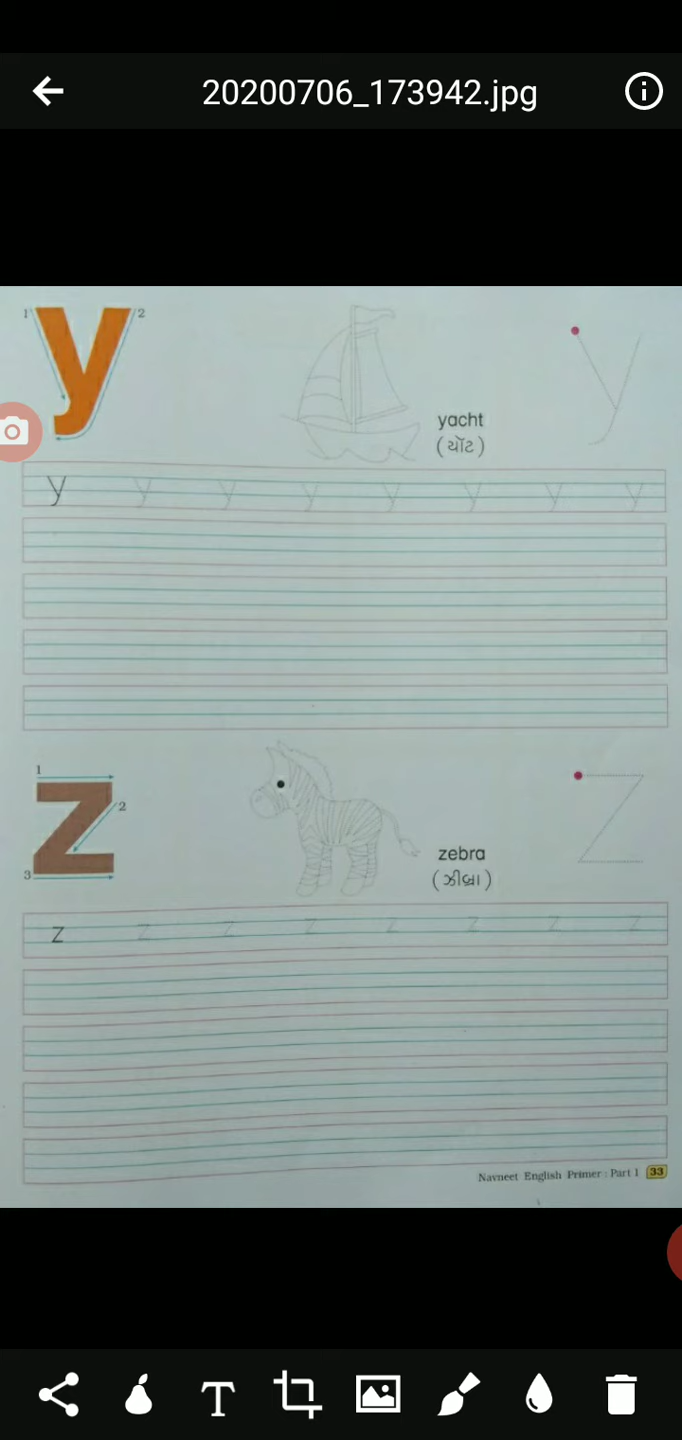 20200706_173942.jpg
1 y 2
yacht
(યૉટ)
y y y y y y y y
1
z 2
3
zebra
(ઝીબ્રા)
z z z z z z z z
Navneet English Primer : Part 1 33